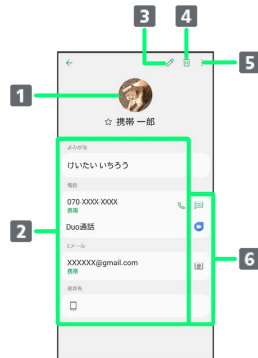 3
4
5
1
☆ 携帯 一郎
よみがな
けいたい いちろう
電話
070-XXXX-XXXX
携帯
Duo通話
2
Eメール
XXXXXX@gmail.com
携帯
6
保存先